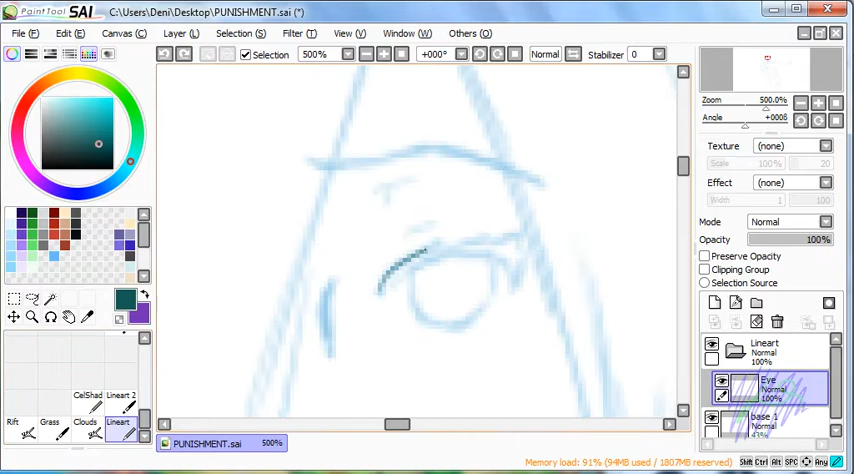 PaintTool SAI C:\Users\Deni\Desktop\PUNISHMENT.sai (*)
File (F) Edit (E) Canvas (C) Layer (L) Selection (S) Filter (T) View (V) Window (W) Others (O)
Selection 500% +000° Normal Stabilizer 0
Zoom 500.0%
Angle
Texture (none)
Scale 100% 20
Effect (none)
Width 1 100
Mode Normal
Opacity 100%
Preserve Opacity
Clipping Group
Selection Source
Lineart
Normal
100%
Eye
Normal
100%
base 1
Normal
43%
CelShad Lineart 2
Rift Grass Clouds Lineart
PUNISHMENT.sai 500%
Memory load: 91% (94MB used / 1807MB reserved) Shift Ctrl Alt SPC Any